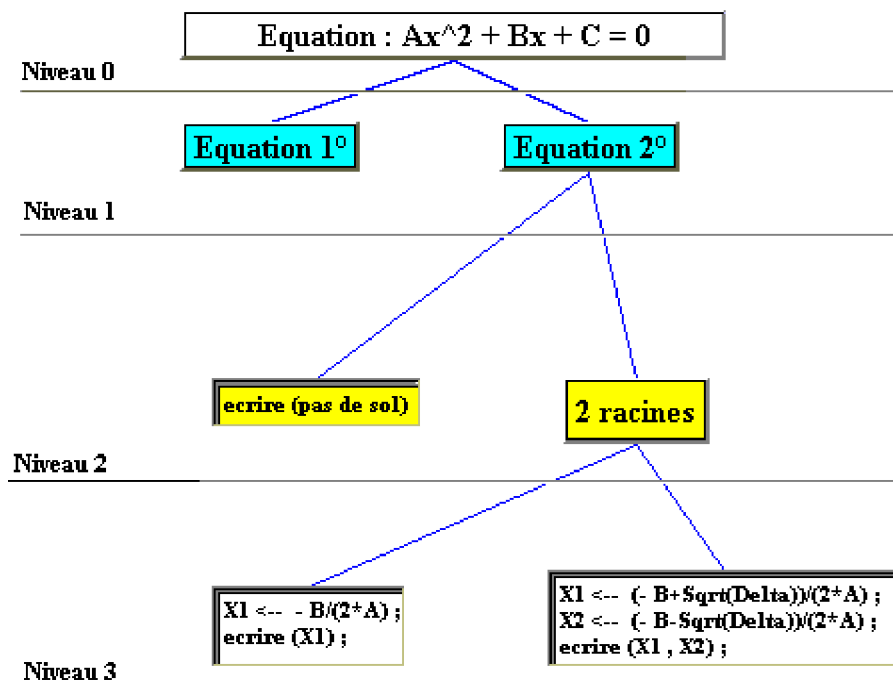 Equation : Ax^2 + Bx + C = 0
Niveau 0
Equation 1°
Equation 2°
Niveau 1
ecrire (pas de sol)
2 racines
Niveau 2
X1 <-- - B/(2*A) ;
ecrire (X1) ;
X1 <-- (- B+Sqrt(Delta))/(2*A) ;
X2 <-- (- B-Sqrt(Delta))/(2*A) ;
ecrire (X1 , X2) ;
Niveau 3